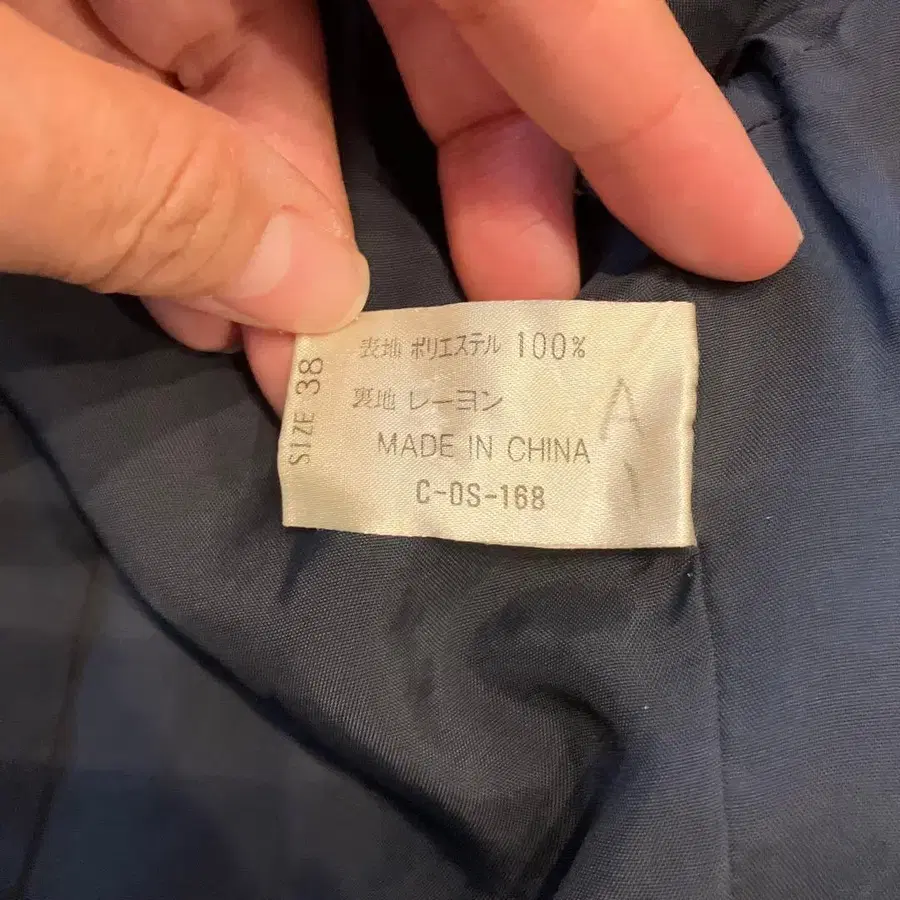 表地 ポリエステル 100%
裏地 レーヨン
MADE IN CHINA
C-OS-168
SIZE 38
A